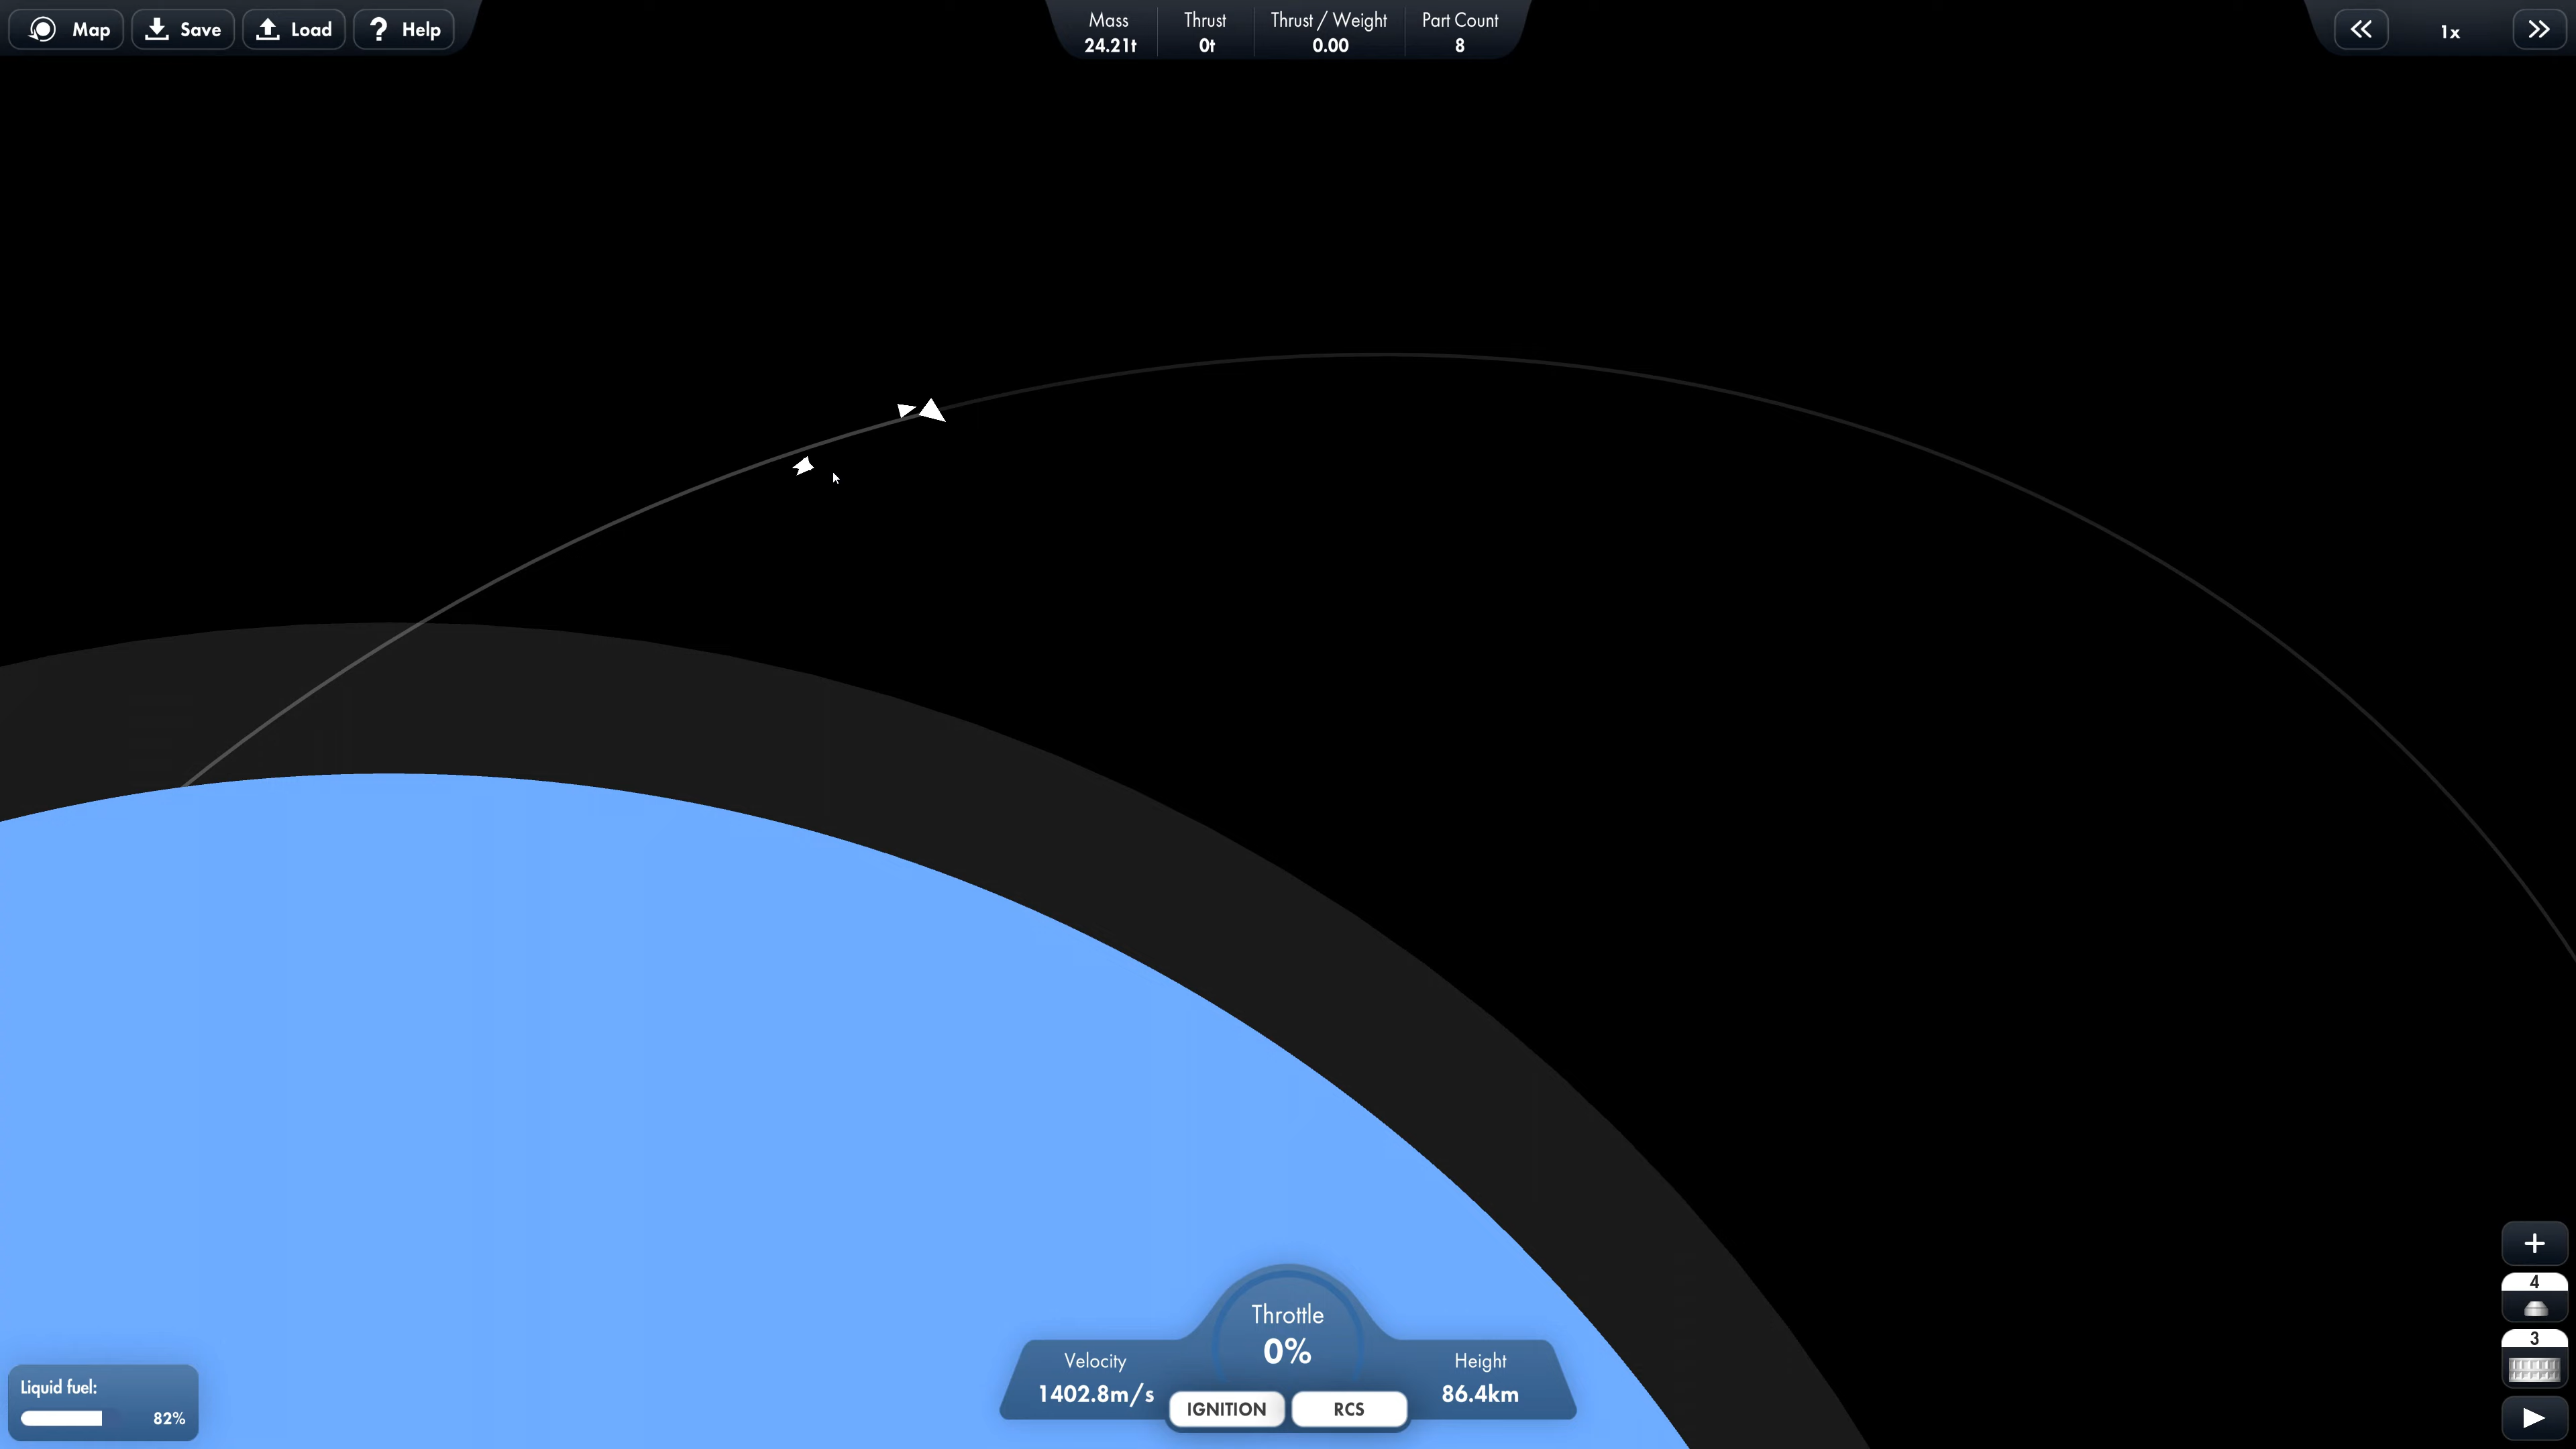 Map Save Load Help
Mass Thrust Thrust / Weight Part Count
24.21t 0t 0.00 8
1x
4
3
Throttle
0%
Velocity Height
1402.8m/s 86.4km
IGNITION RCS
Liquid fuel:
82%